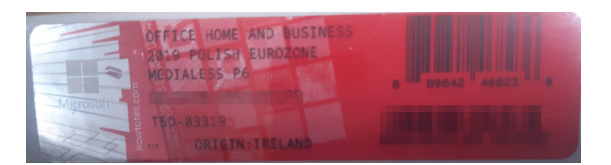 OFFICE HOME AND BUSINESS
2019 POLISH EUROZONE
MEDIALESS P6
Microsoft
howtotell.com
T5D-03319
ORIGIN:IRELAND
6 89842 46623 6